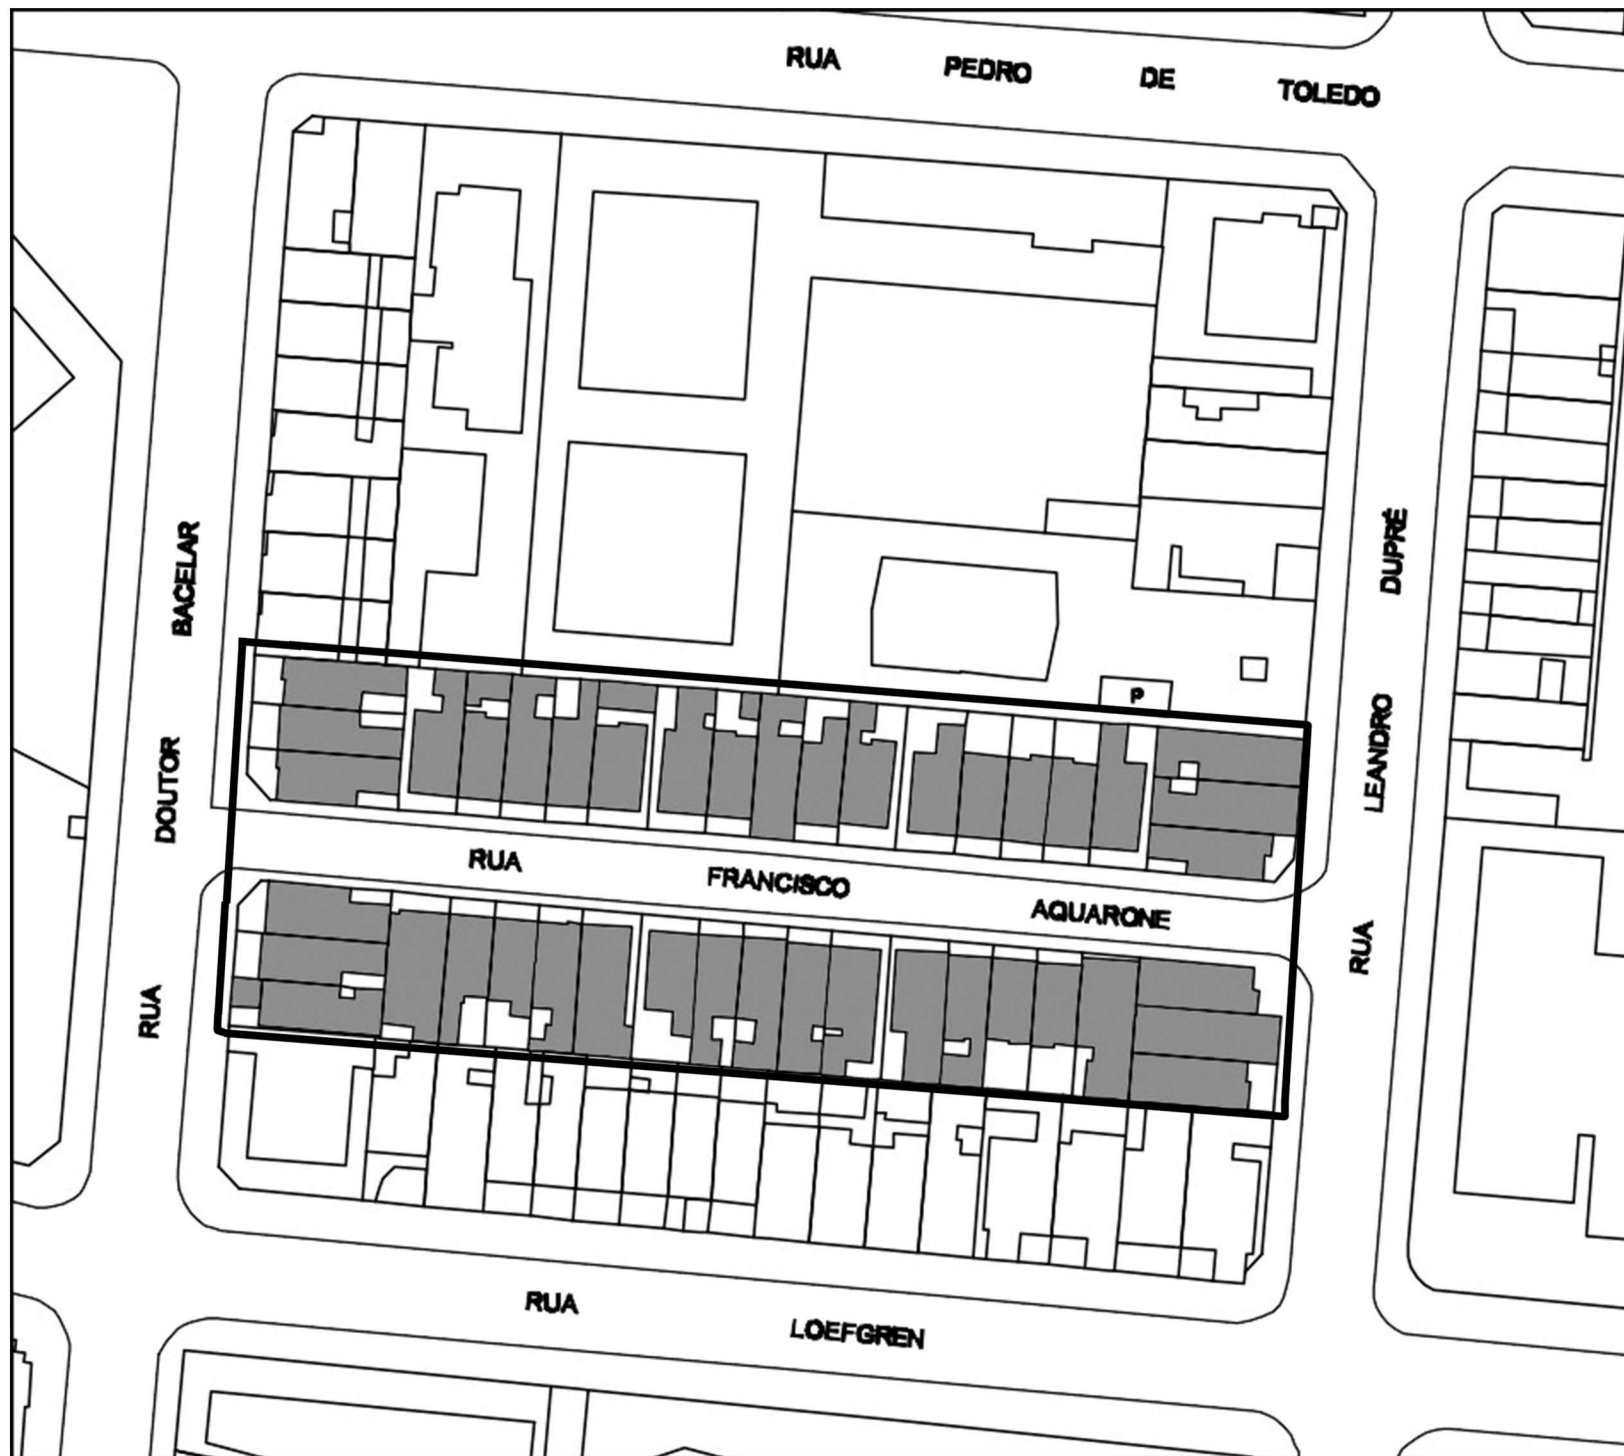 RUA PEDRO DE TOLEDO
RUA DOUTOR BACELAR
RUA LEANDRO DUPRÉ
P
RUA FRANCISCO AQUARONE
RUA LOEFGREN